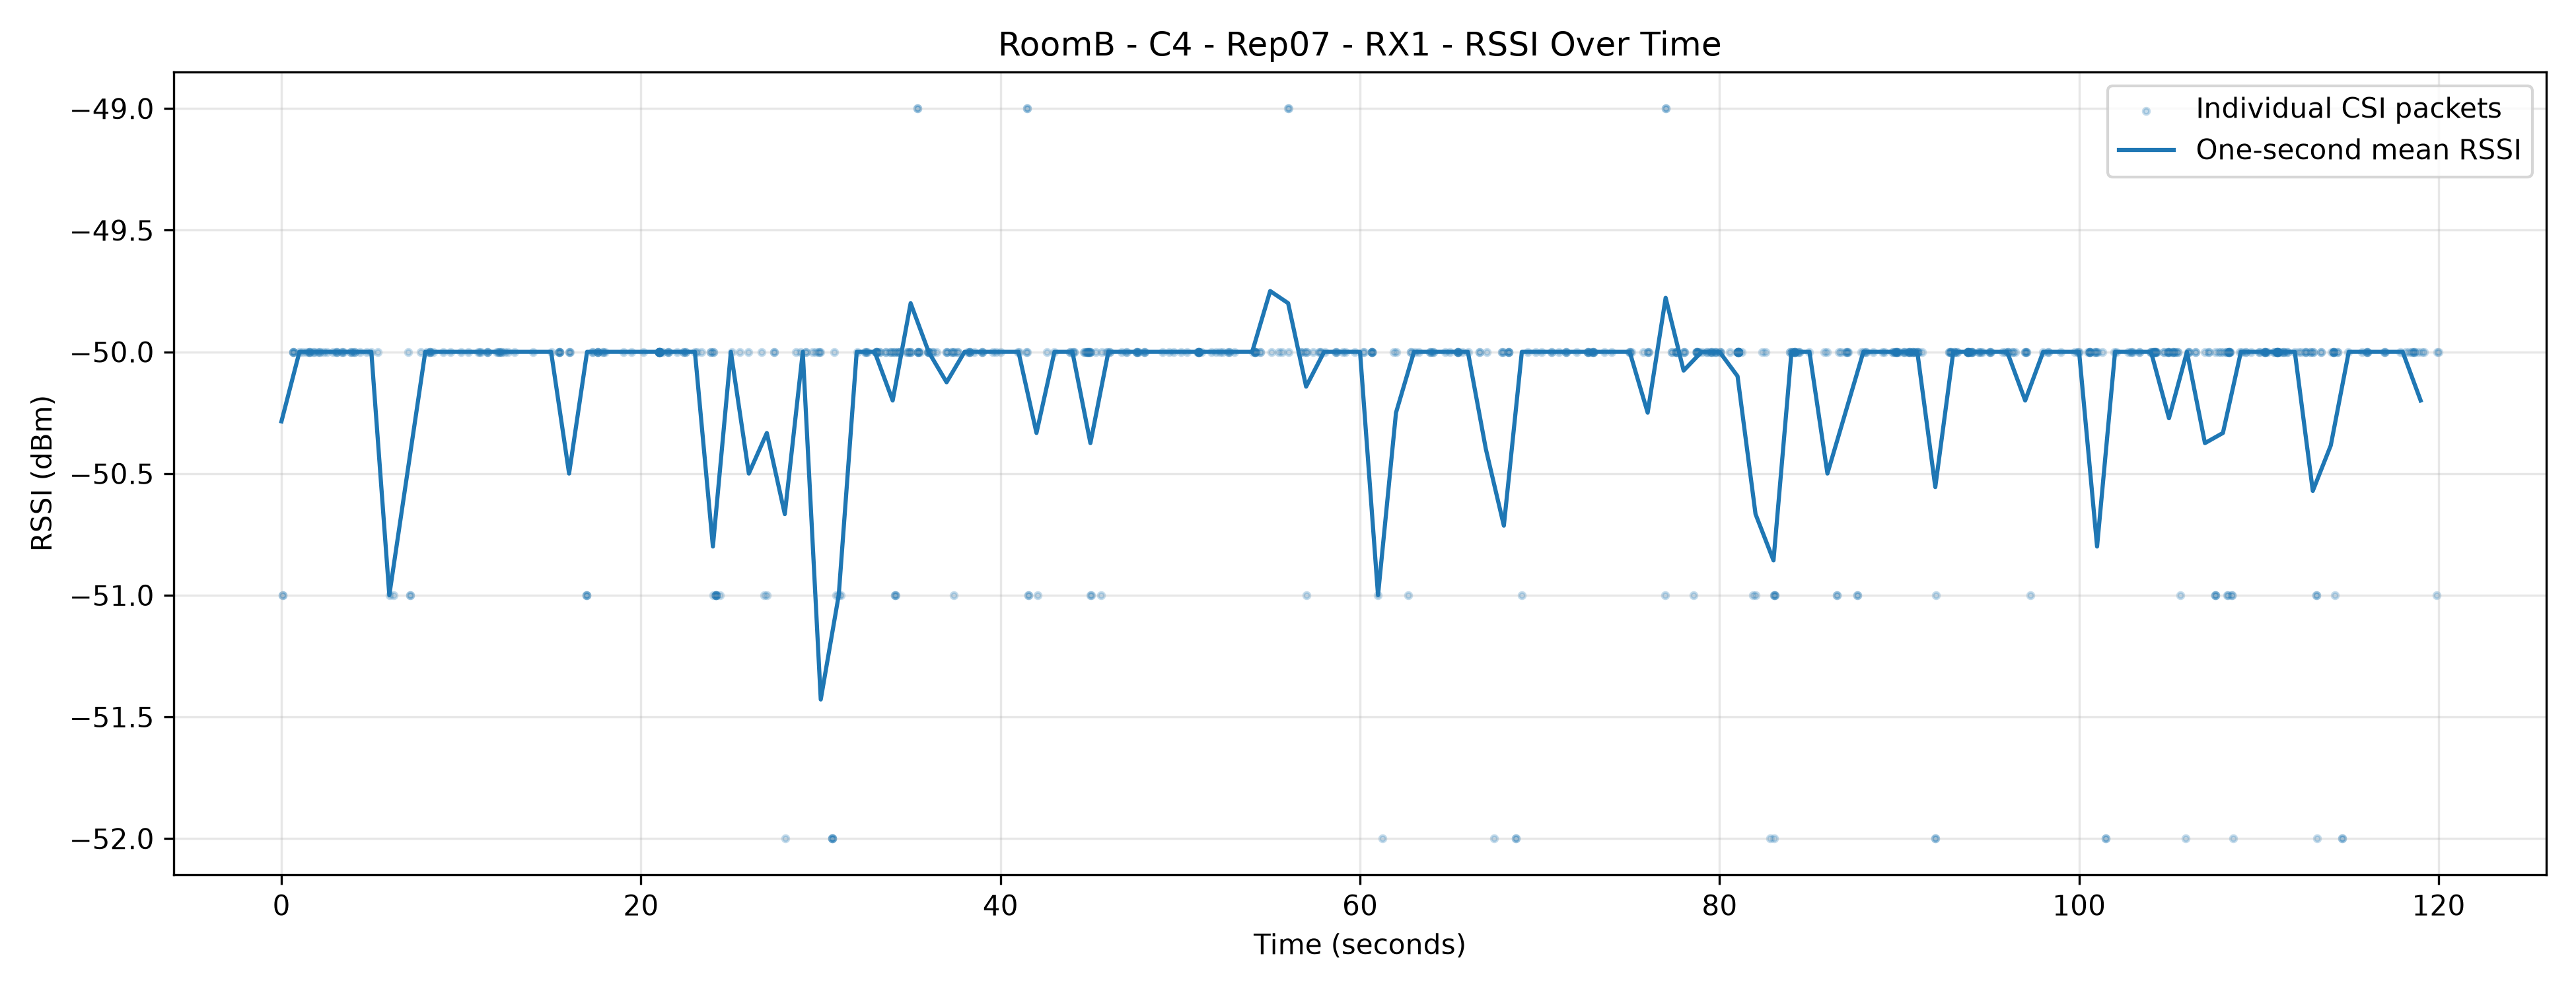 RoomB - C4 - Rep07 - RX1 - RSSI Over Time
Individual CSI packets
One-second mean RSSI
RSSI (dBm)
−49.0
−49.5
−50.0
−50.5
−51.0
−51.5
−52.0
0 20 40 60 80 100 120
Time (seconds)